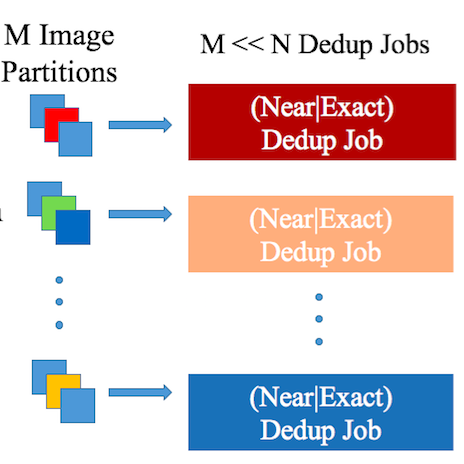 M Image
Partitions
M << N Dedup Jobs
(Near|Exact)
Dedup Job
(Near|Exact)
Dedup Job
(Near|Exact)
Dedup Job